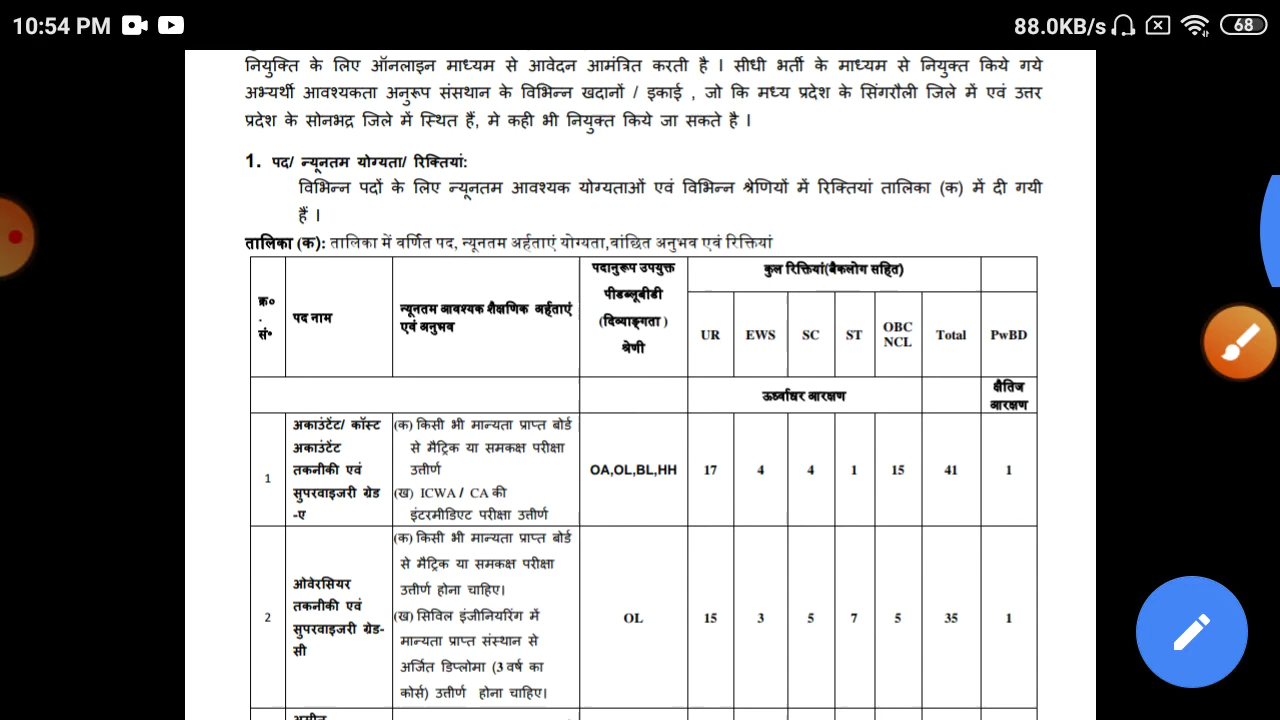 10:54 PM
88.0KB/s
68
नियुक्ति के लिए ऑनलाइन माध्यम से आवेदन आमंत्रित करती है । सीधी भर्ती के माध्यम से नियुक्त किये गये
अभ्यर्थी आवश्यकता अनुरूप संसथान के विभिन्न खदानों / इकाई , जो कि मध्य प्रदेश के सिंगरौली जिले में एवं उत्तर
प्रदेश के सोनभद्र जिले में स्थित हैं, मे कही भी नियुक्त किये जा सकते है ।
1. पद/ न्यूनतम योग्यता/ रिक्तियां:
विभिन्न पदों के लिए न्यूनतम आवश्यक योग्यताओं एवं विभिन्न श्रेणियों में रिक्तियां तालिका (क) में दी गयी
हैं ।
तालिका (क): तालिका में वर्णित पद, न्यूनतम अर्हताएं योग्यता,वांछित अनुभव एवं रिक्तियां
क्र०
.
सं०
पद नाम
न्यूनतम आवश्यक शैक्षणिक अर्हताएं
एवं अनुभव
पदानुरूप उपयुक्त
पीडब्लूबीडी
(दिव्याङ्गता )
श्रेणी
कुल रिक्तियां(बैकलोग सहित)
UR
EWS
SC
ST
OBC
NCL
Total
PwBD
ऊर्ध्वाधर आरक्षण
क्षैतिज
आरक्षण
1
अकाउंटेंट/ कॉस्ट
अकाउंटेंट
तकनीकी एवं
सुपरवाइजरी ग्रेड
-ए
(क) किसी भी मान्यता प्राप्त बोर्ड
से मैट्रिक या समकक्ष परीक्षा
उत्तीर्ण
(ख) ICWA / CA की
इंटरमीडिएट परीक्षा उत्तीर्ण
OA,OL,BL,HH
17
4
4
1
15
41
1
2
ओवेरसियर
तकनीकी एवं
सुपरवाइजरी ग्रेड-
सी
(क) किसी भी मान्यता प्राप्त बोर्ड
से मैट्रिक या समकक्ष परीक्षा
उत्तीर्ण होना चाहिए।
(ख) सिविल इंजीनियरिंग में
मान्यता प्राप्त संस्थान से
अर्जित डिप्लोमा (3 वर्ष का
कोर्स) उत्तीर्ण होना चाहिए।
OL
15
3
5
7
5
35
1